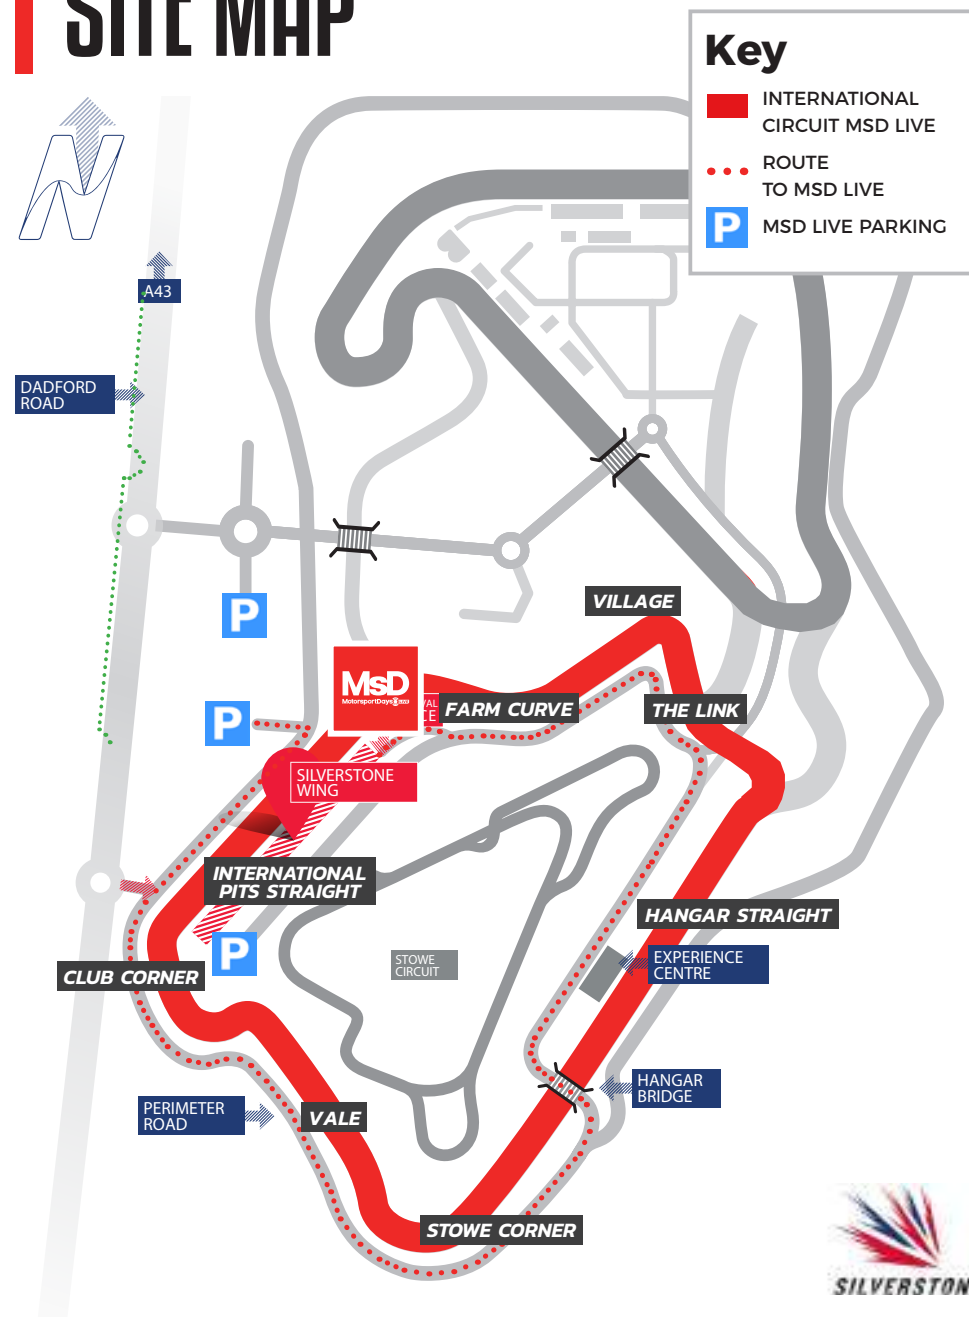 SITE MAP
Key
INTERNATIONAL
CIRCUIT MSD LIVE
ROUTE
TO MSD LIVE
P MSD LIVE PARKING
N
A43
DADFORD
ROAD
VILLAGE
P
MSD
MotorsportDays LIVE
FARM CURVE
THE LINK
P
SILVERSTONE
WING
INTERNATIONAL
PITS STRAIGHT
HANGAR STRAIGHT
P
STOWE
CIRCUIT
EXPERIENCE
CENTRE
CLUB CORNER
HANGAR
BRIDGE
PERIMETER
ROAD
VALE
STOWE CORNER
SILVERSTON